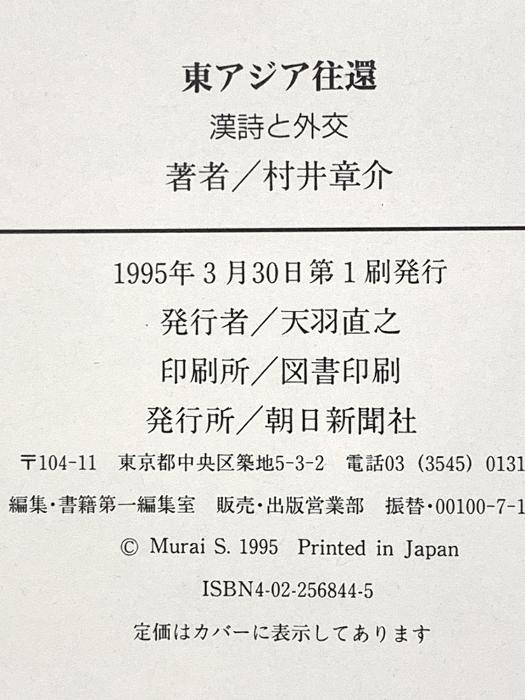 東アジア往還
漢詩と外交
著者／村井章介
1995年3月30日第1刷発行
発行者／天羽直之
印刷所／図書印刷
発行所／朝日新聞社
〒104-11　東京都中央区築地5-3-2　電話03（3545）0131
編集・書籍第一編集室　販売・出版営業部　振替・00100-7-1
© Murai S. 1995　Printed in Japan
ISBN4-02-256844-5
定価はカバーに表示してあります